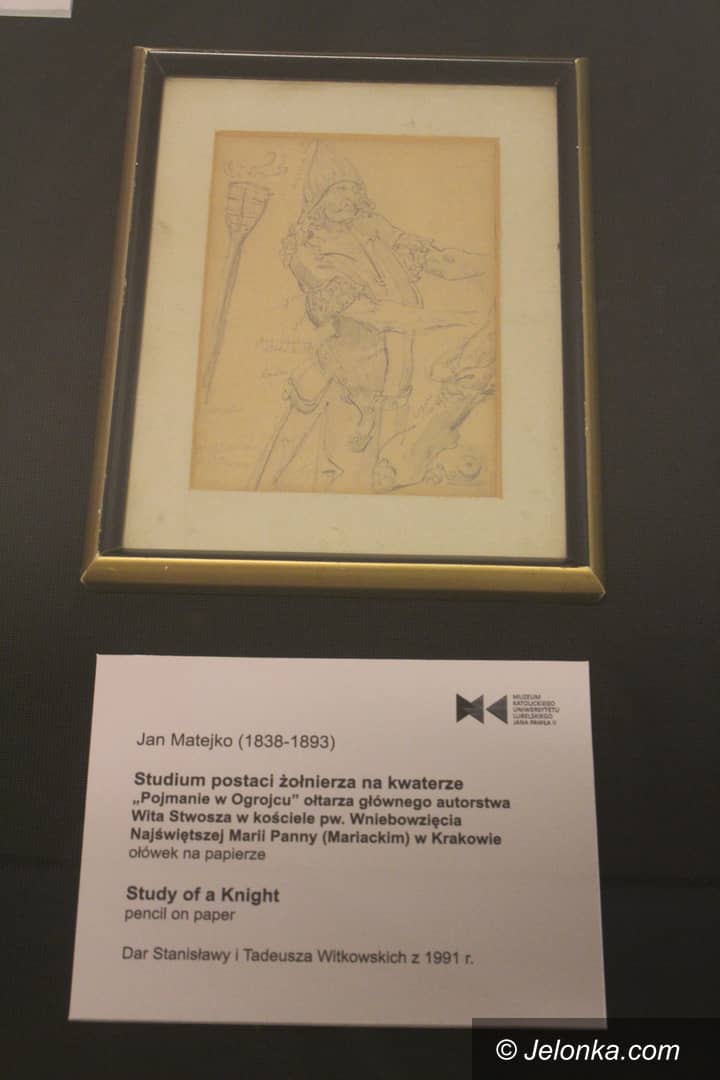 MUZEUM
KATOLICKIEGO
UNIWERSYTETU
LUBELSKIEGO
JANA PAWŁA II
Jan Matejko (1838-1893)
Studium postaci żołnierza na kwaterze
„Pojmanie w Ogrojcu” ołtarza głównego autorstwa
Wita Stwosza w kościele pw. Wniebowzięcia
Najświętszej Marii Panny (Mariackim) w Krakowie
ołówek na papierze
Study of a Knight
pencil on paper
Dar Stanisławy i Tadeusza Witkowskich z 1991 r.
© Jelonka.com